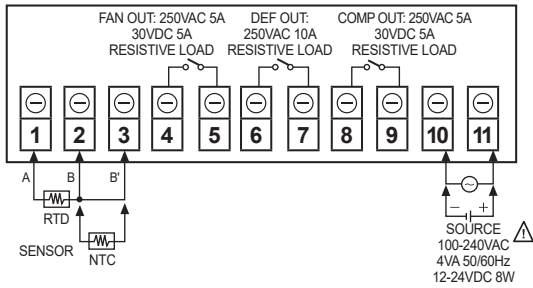 FAN OUT: 250VAC 5A
30VDC 5A
RESISTIVE LOAD
DEF OUT:
250VAC 10A
RESISTIVE LOAD
COMP OUT: 250VAC 5A
30VDC 5A
RESISTIVE LOAD
1 2 3 4 5 6 7 8 9 10 11
A B B'
RTD
SENSOR
NTC
− +
SOURCE
100-240VAC
4VA 50/60Hz
12-24VDC 8W